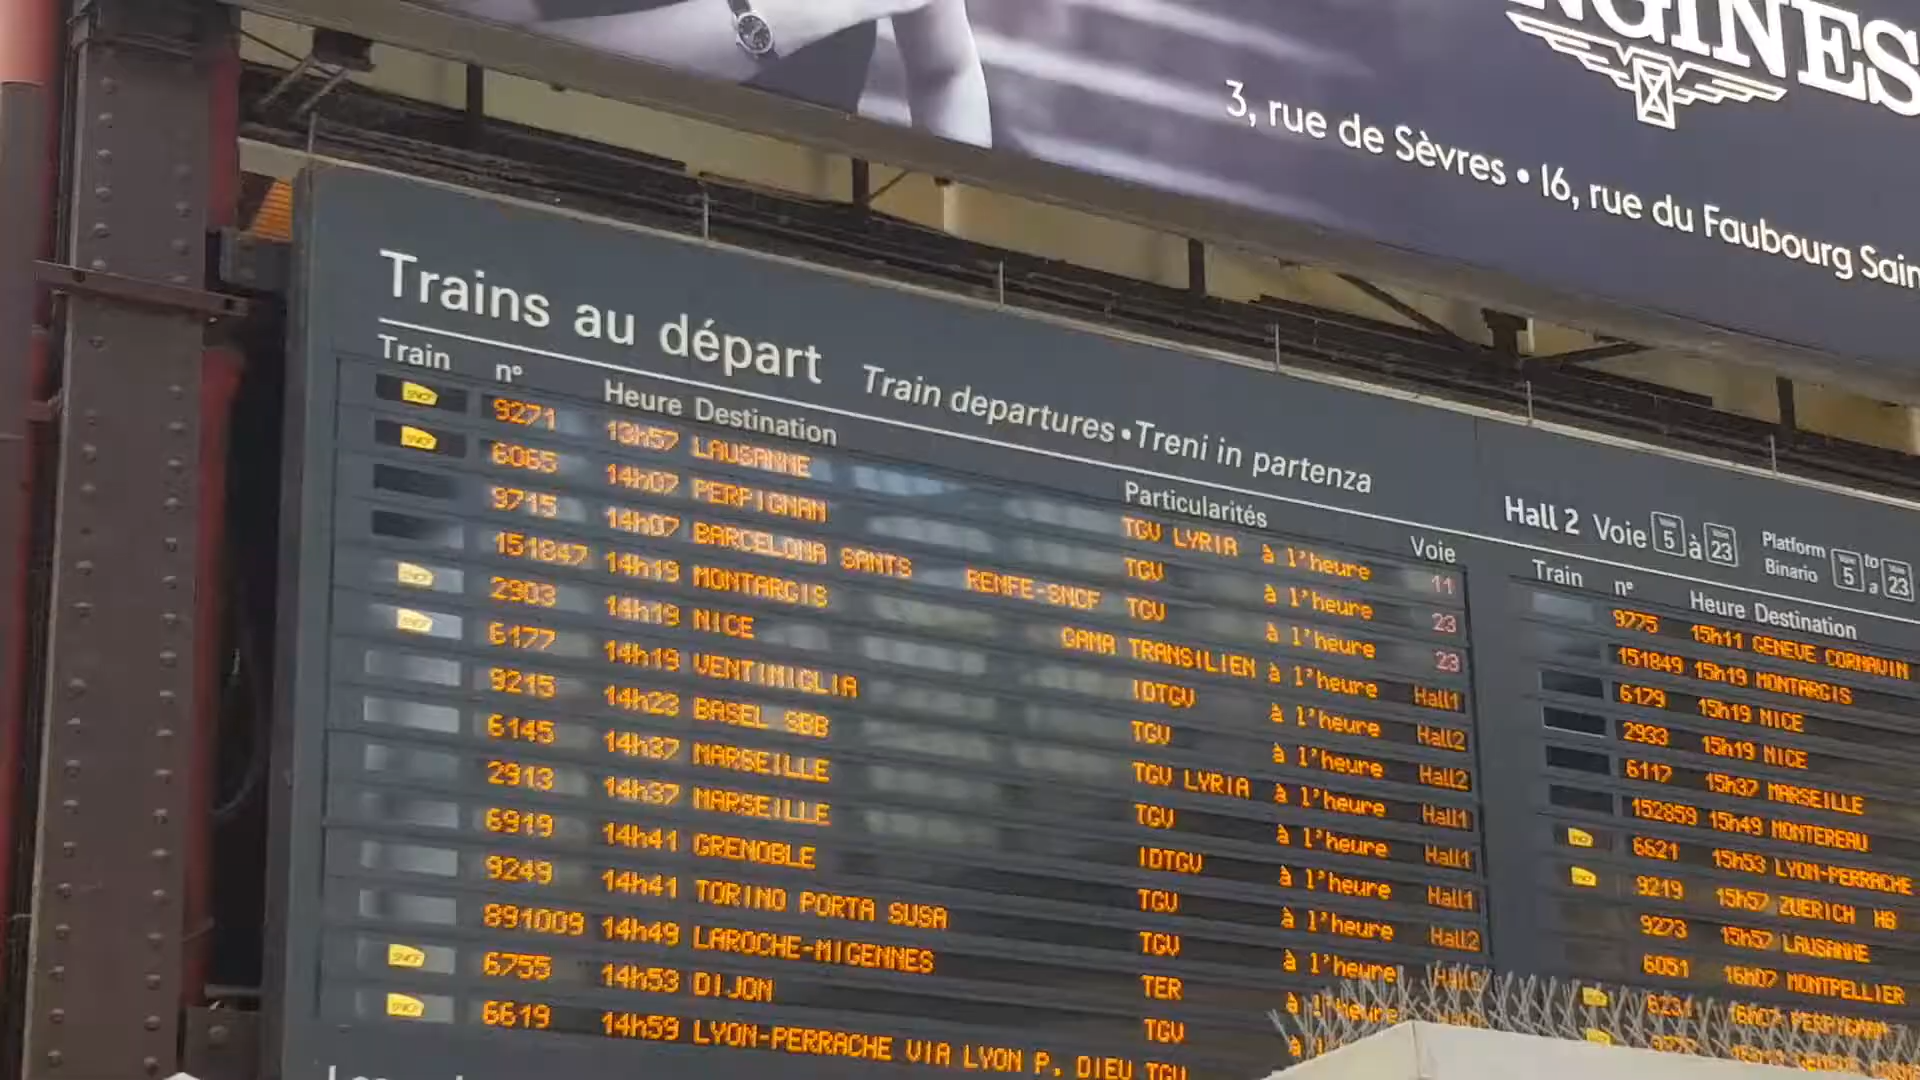 NGINES
3, rue de Sèvres • 16, rue du Faubourg Sain
Trains au départ Train departures • Treni in partenza
Train n° Heure Destination Particularités Voie
9271 13h57 LAUSANNE TGV LYRIA à l'heure 11
6065 14h07 PERPIGNAN TGV à l'heure 23
9715 14h07 BARCELONA SANTS RENFE-SNCF TGV à l'heure 23
151847 14h19 MONTARGIS GAMA TRANSILIEN à l'heure Hall1
2903 14h19 NICE IDTGV à l'heure Hall2
6177 14h19 VENTIMIGLIA TGV à l'heure Hall2
9215 14h23 BASEL SBB TGV LYRIA à l'heure Hall1
6145 14h37 MARSEILLE TGV à l'heure Hall1
2913 14h37 MARSEILLE IDTGV à l'heure Hall1
6919 14h41 GRENOBLE TGV à l'heure Hall2
9249 14h41 TORINO PORTA SUSA TGV à l'heure
891009 14h49 LAROCHE-MIGENNES TER à l'heure
6755 14h53 DIJON TGV
6619 14h59 LYON-PERRACHE VIA LYON P. DIEU TGV
Hall 2 Voie 5 à 23 Platform 5 to 23
Binario a
Train n° Heure Destination
9775 15h11 GENEVE CORNAVIN
151849 15h19 MONTARGIS
6179 15h19 NICE
2933 15h19 NICE
6117 15h37 MARSEILLE
152859 15h49 MONTEREAU
6621 15h53 LYON-PERRACHE
9219 15h57 ZUERICH HB
9273 15h57 LAUSANNE
6051 16h07 MONTPELLIER
6231 16h07 PERPIGNAN